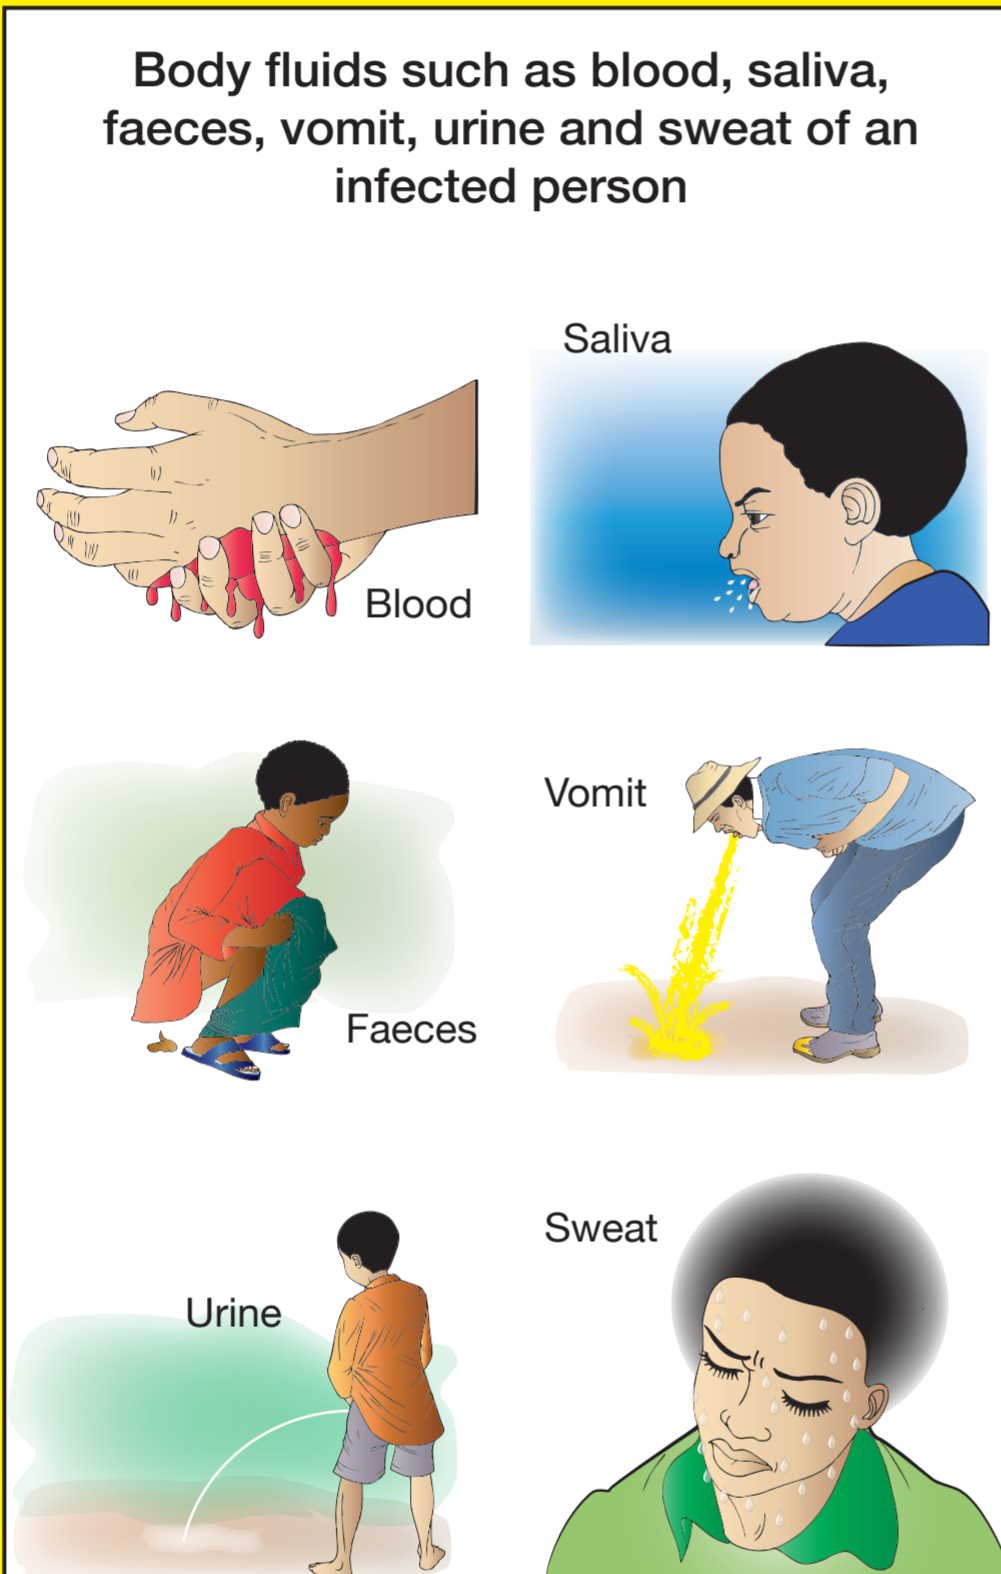 Body fluids such as blood, saliva,
faeces, vomit, urine and sweat of an
infected person
Saliva
Blood
Vomit
Faeces
Sweat
Urine